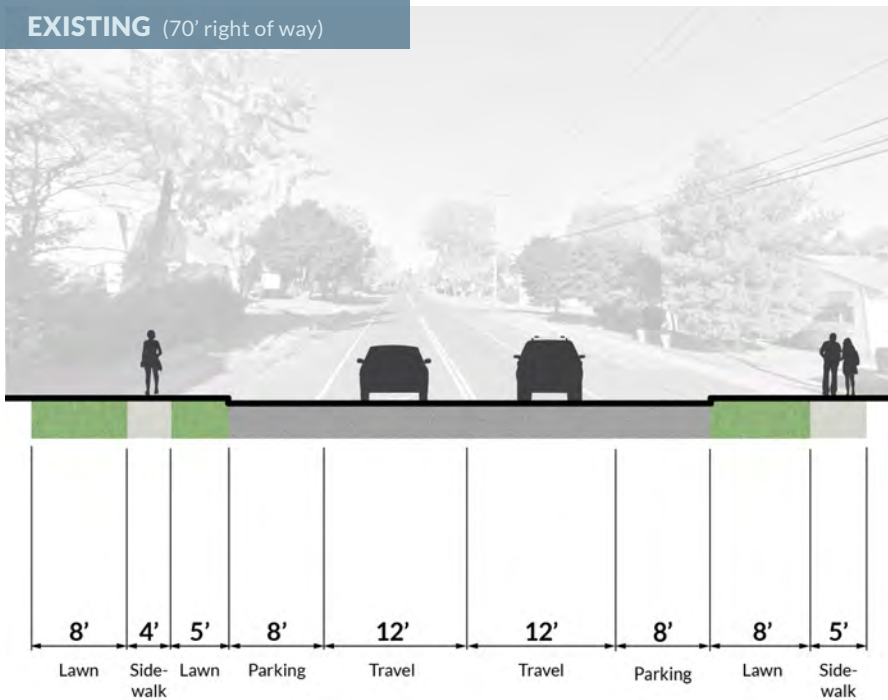 EXISTING (70’ right of way)
8’ 4’ 5’ 8’ 12’ 12’ 8’ 8’ 5’
Lawn Side- Lawn Parking Travel Travel Parking Lawn Side-
walk walk